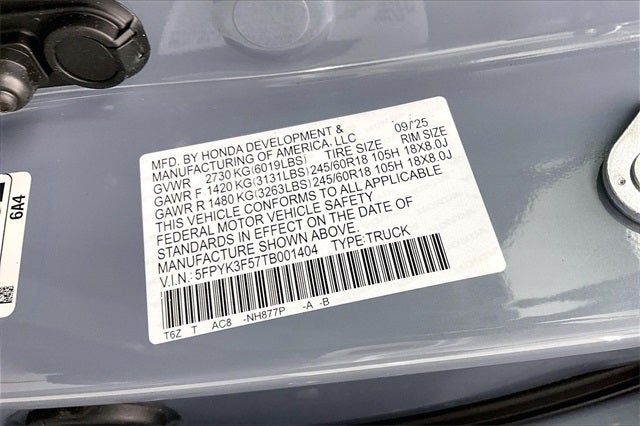 MFD. BY HONDA DEVELOPMENT & 09/25
MANUFACTURING OF AMERICA, LLC
GVWR 2730 KG(6019LBS) TIRE SIZE RIM SIZE
GAWR F 1420 KG(3131LBS) 245/60R18 105H 18X8.0J
GAWR R 1480 KG(3263LBS) 245/60R18 105H 18X8.0J
THIS VEHICLE CONFORMS TO ALL APPLICABLE
FEDERAL MOTOR VEHICLE SAFETY
STANDARDS IN EFFECT ON THE DATE OF
MANUFACTURE SHOWN ABOVE.
V.I.N.: 5FPYK3F57TB001404 TYPE:TRUCK
T6Z T AC8 -NH877P -A -B
6A4